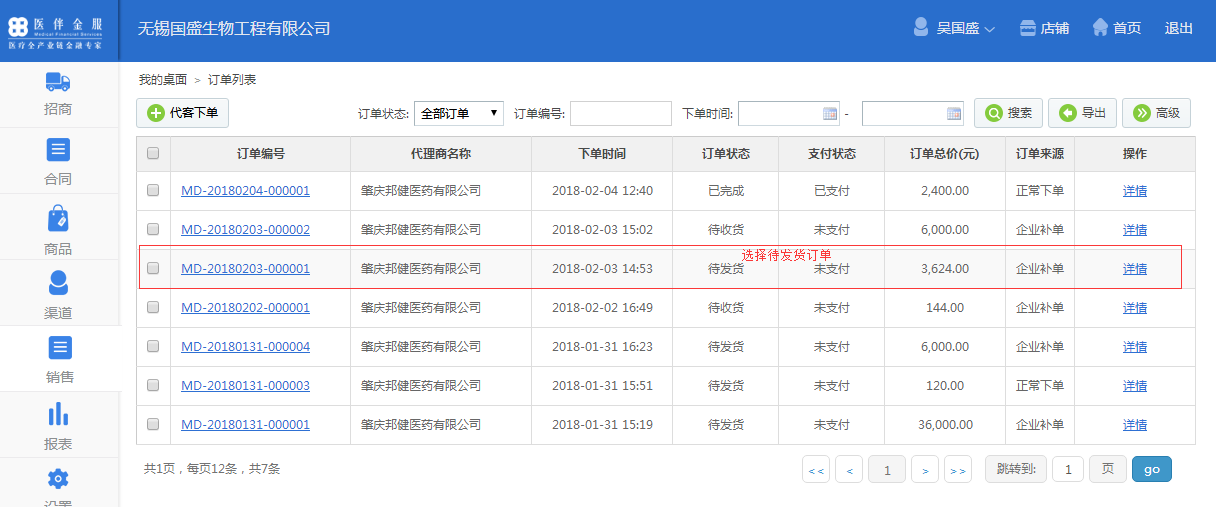 医伴金服
Medical Financial Services
医疗全产业链金融专家
无锡国盛生物工程有限公司
吴国盛 店铺 首页 退出
招商
合同
商品
渠道
销售
报表
设置
我的桌面 > 订单列表
代客下单 订单状态: 全部订单 订单编号: 下单时间: - 搜索 导出 高级
订单编号 代理商名称 下单时间 订单状态 支付状态 订单总价(元) 订单来源 操作
MD-20180204-000001 肇庆邦健医药有限公司 2018-02-04 12:40 已完成 已支付 2,400.00 正常下单 详情
MD-20180203-000002 肇庆邦健医药有限公司 2018-02-03 15:02 待收货 未支付 6,000.00 企业补单 详情
选择待发货订单
MD-20180203-000001 肇庆邦健医药有限公司 2018-02-03 14:53 待发货 未支付 3,624.00 企业补单 详情
MD-20180202-000001 肇庆邦健医药有限公司 2018-02-02 16:49 待收货 未支付 144.00 企业补单 详情
MD-20180131-000004 肇庆邦健医药有限公司 2018-01-31 16:23 待发货 未支付 6,000.00 企业补单 详情
MD-20180131-000003 肇庆邦健医药有限公司 2018-01-31 15:51 待发货 未支付 120.00 正常下单 详情
MD-20180131-000001 肇庆邦健医药有限公司 2018-01-31 15:19 待发货 未支付 36,000.00 企业补单 详情
共1页，每页12条，共7条 << < 1 > >> 跳转到: 1 页 go